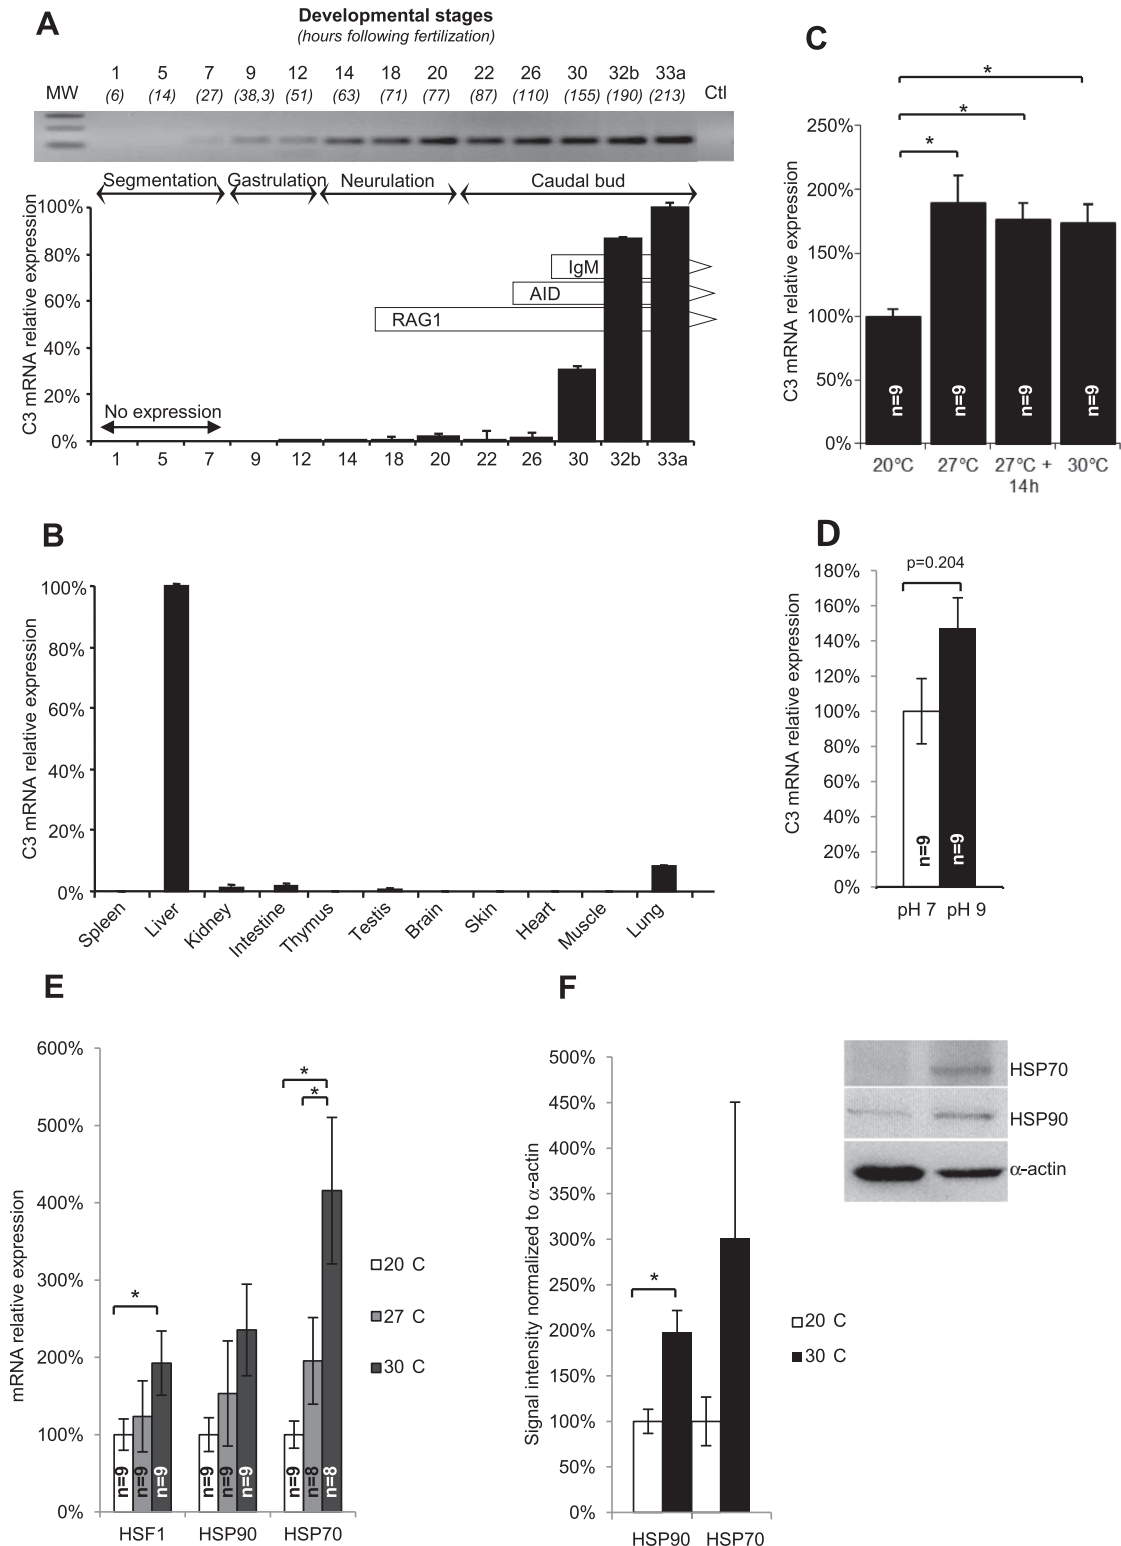 A
Developmental stages
(hours following fertilization)
1 5 7 9 12 14 18 20 22 26 30 32b 33a
MW (6) (14) (27) (38,3) (51) (63) (71) (77) (87) (110) (155) (190) (213) Ctl
Segmentation Gastrulation Neurulation Caudal bud
C3 mRNA relative expression
100%
80%
60%
40%
20%
0%
IgM
AID
RAG1
No expression
1 5 7 9 12 14 18 20 22 26 30 32b 33a
C
* 
*
*
C3 mRNA relative expression
250%
200%
150%
100%
50%
0%
n=9 n=9 n=9 n=9
20°C 27°C 27°C + 30°C
14h
B
C3 mRNA relative expression
100%
80%
60%
40%
20%
0%
Spleen Liver Kidney Intestine Thymus Testis Brain Skin Heart Muscle Lung
D
p=0.204
C3 mRNA relative expression
180%
160%
140%
120%
100%
80%
60%
40%
20%
0%
n=9 n=9
pH 7 pH 9
E
mRNA relative expression
600%
500%
400%
300%
200%
100%
0%
*
*
*
n=9 n=9 n=9 n=9 n=9 n=9 n=9 n=8 n=8
HSF1 HSP90 HSP70
20 C
27 C
30 C
F
Signal intensity normalized to α-actin
500%
450%
400%
350%
300%
250%
200%
150%
100%
50%
0%
*
HSP90 HSP70
20 C
30 C
HSP70
HSP90
α-actin